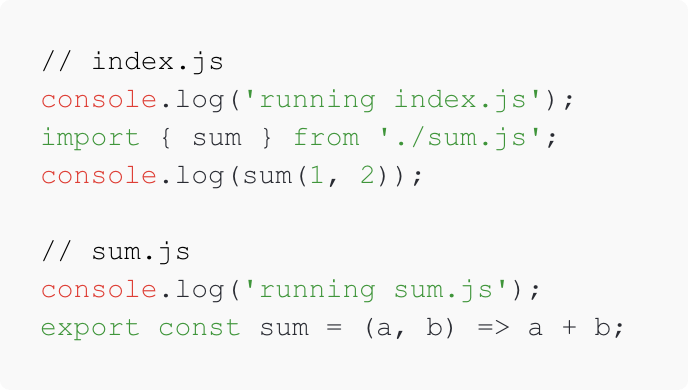 // index.js
console.log('running index.js');
import { sum } from './sum.js';
console.log(sum(1, 2));
// sum.js
console.log('running sum.js');
export const sum = (a, b) => a + b;